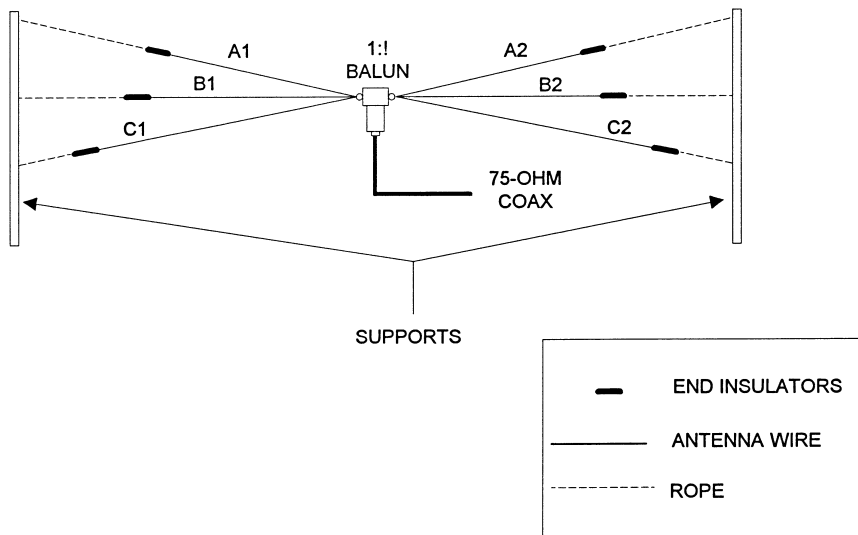 1:!
BALUN
A1
A2
B1
B2
C1
C2
75-OHM
COAX
SUPPORTS
END INSULATORS
ANTENNA WIRE
ROPE